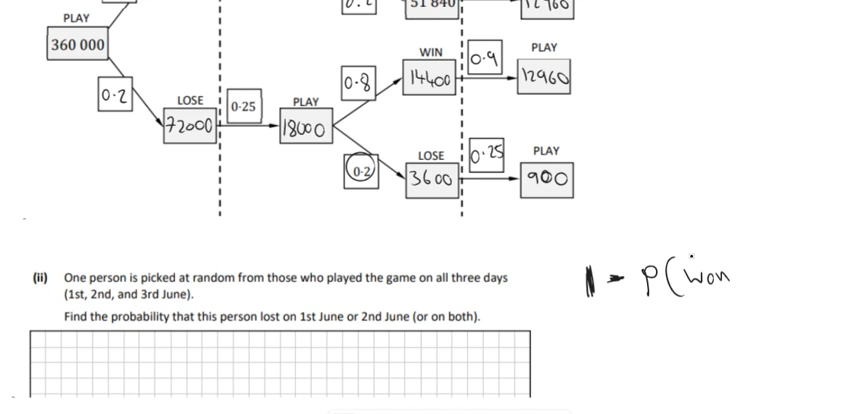 0.2
51 840
12960
PLAY
360 000
WIN
0.9
PLAY
0.8
14400
12960
0.2
LOSE
0.25
PLAY
72000
18000
LOSE
0.25
PLAY
0.2
3600
900
(ii) One person is picked at random from those who played the game on all three days
(1st, 2nd, and 3rd June).
Find the probability that this person lost on 1st June or 2nd June (or on both).
1 - P(won